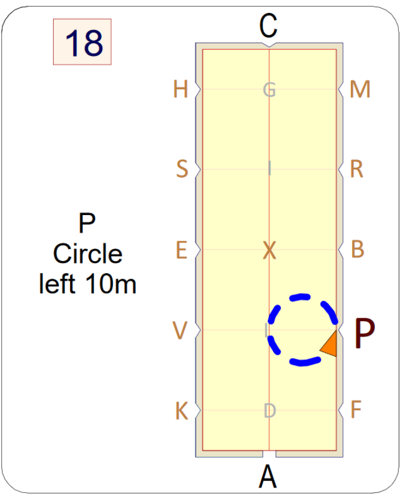 18
C
H G M
S I R
P
Circle
left 10m
E X B
V L P
K D F
A